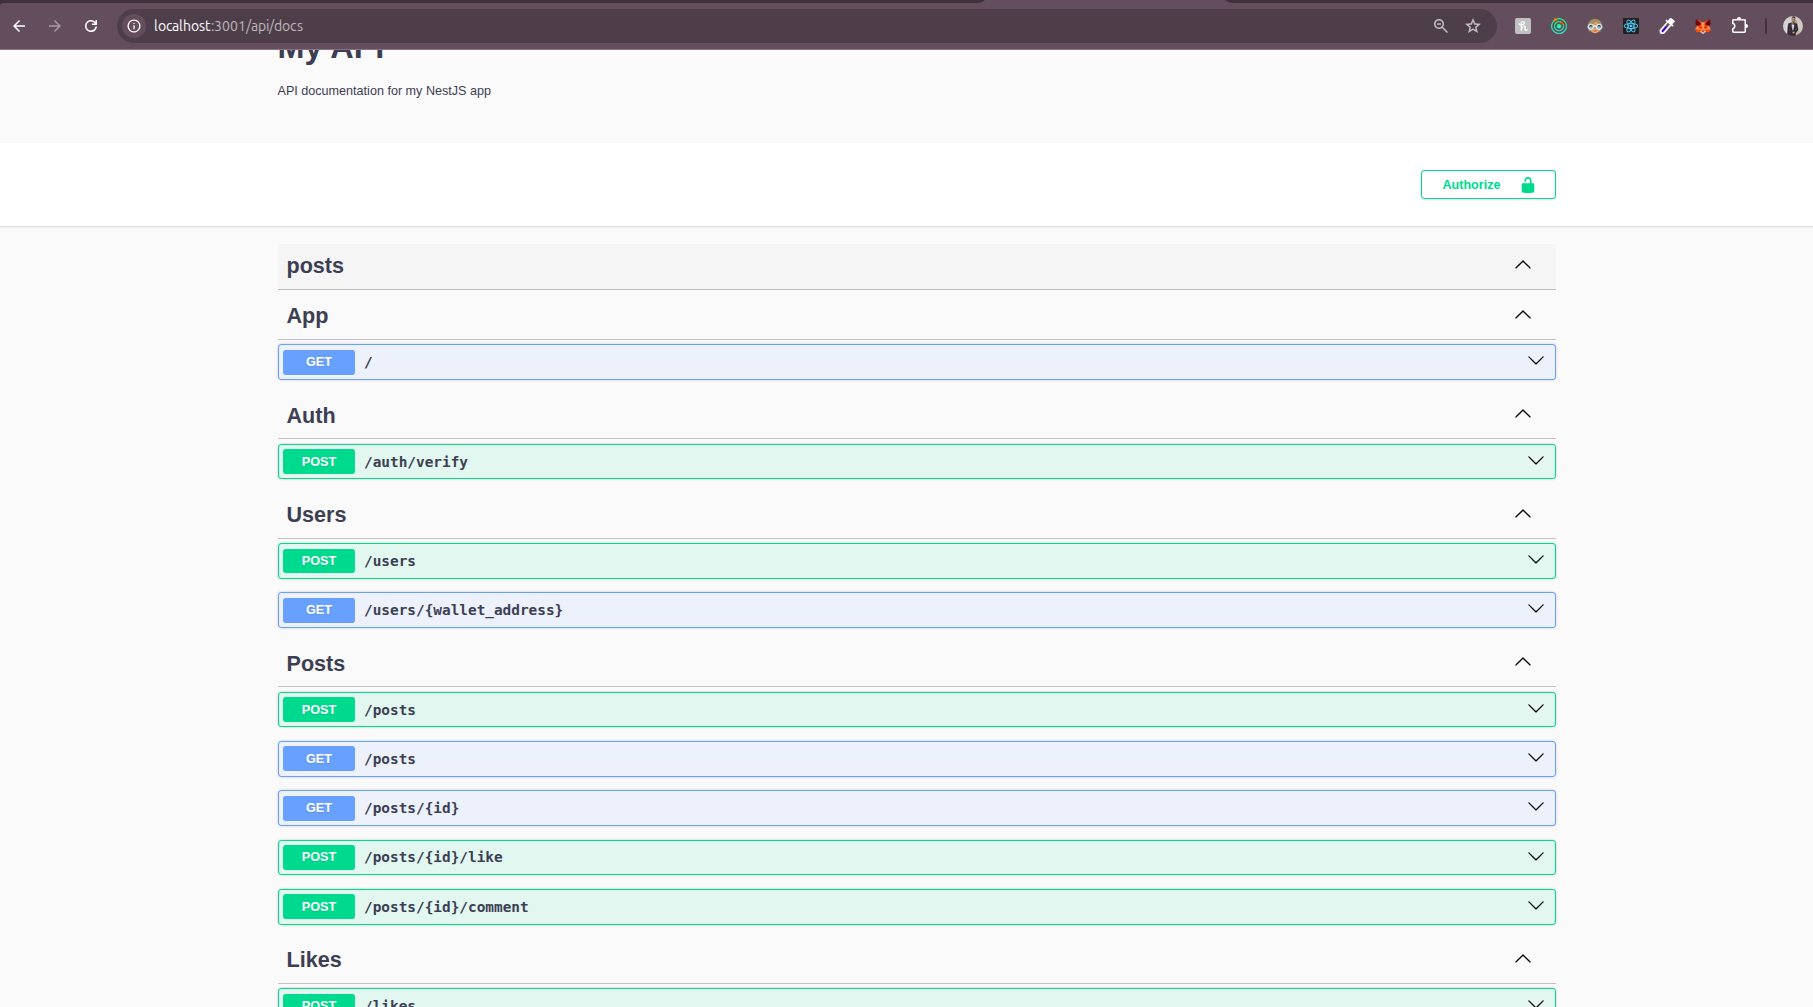 localhost:3001/api/docs
My API
API documentation for my NestJS app
Authorize
posts
App
GET /
Auth
POST /auth/verify
Users
POST /users
GET /users/{wallet_address}
Posts
POST /posts
GET /posts
GET /posts/{id}
POST /posts/{id}/like
POST /posts/{id}/comment
Likes
POST /likes